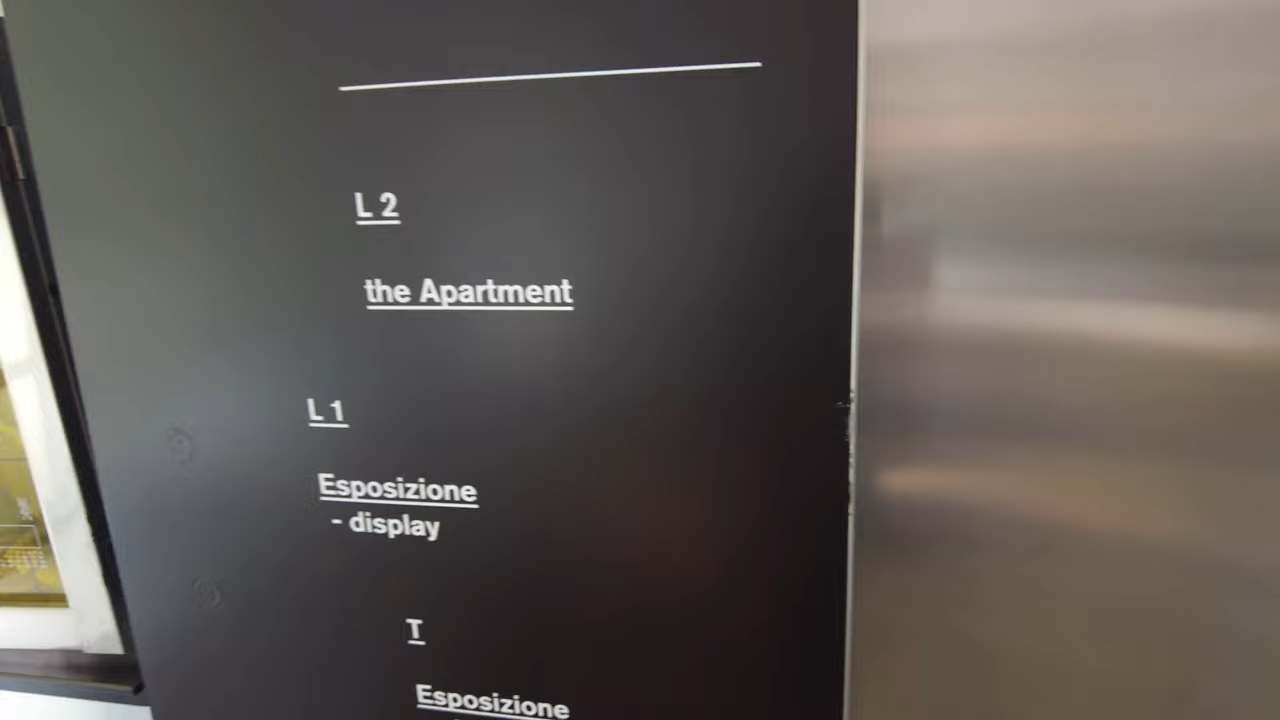 L 2
the Apartment
L 1
Esposizione
- display
T
Esposizione